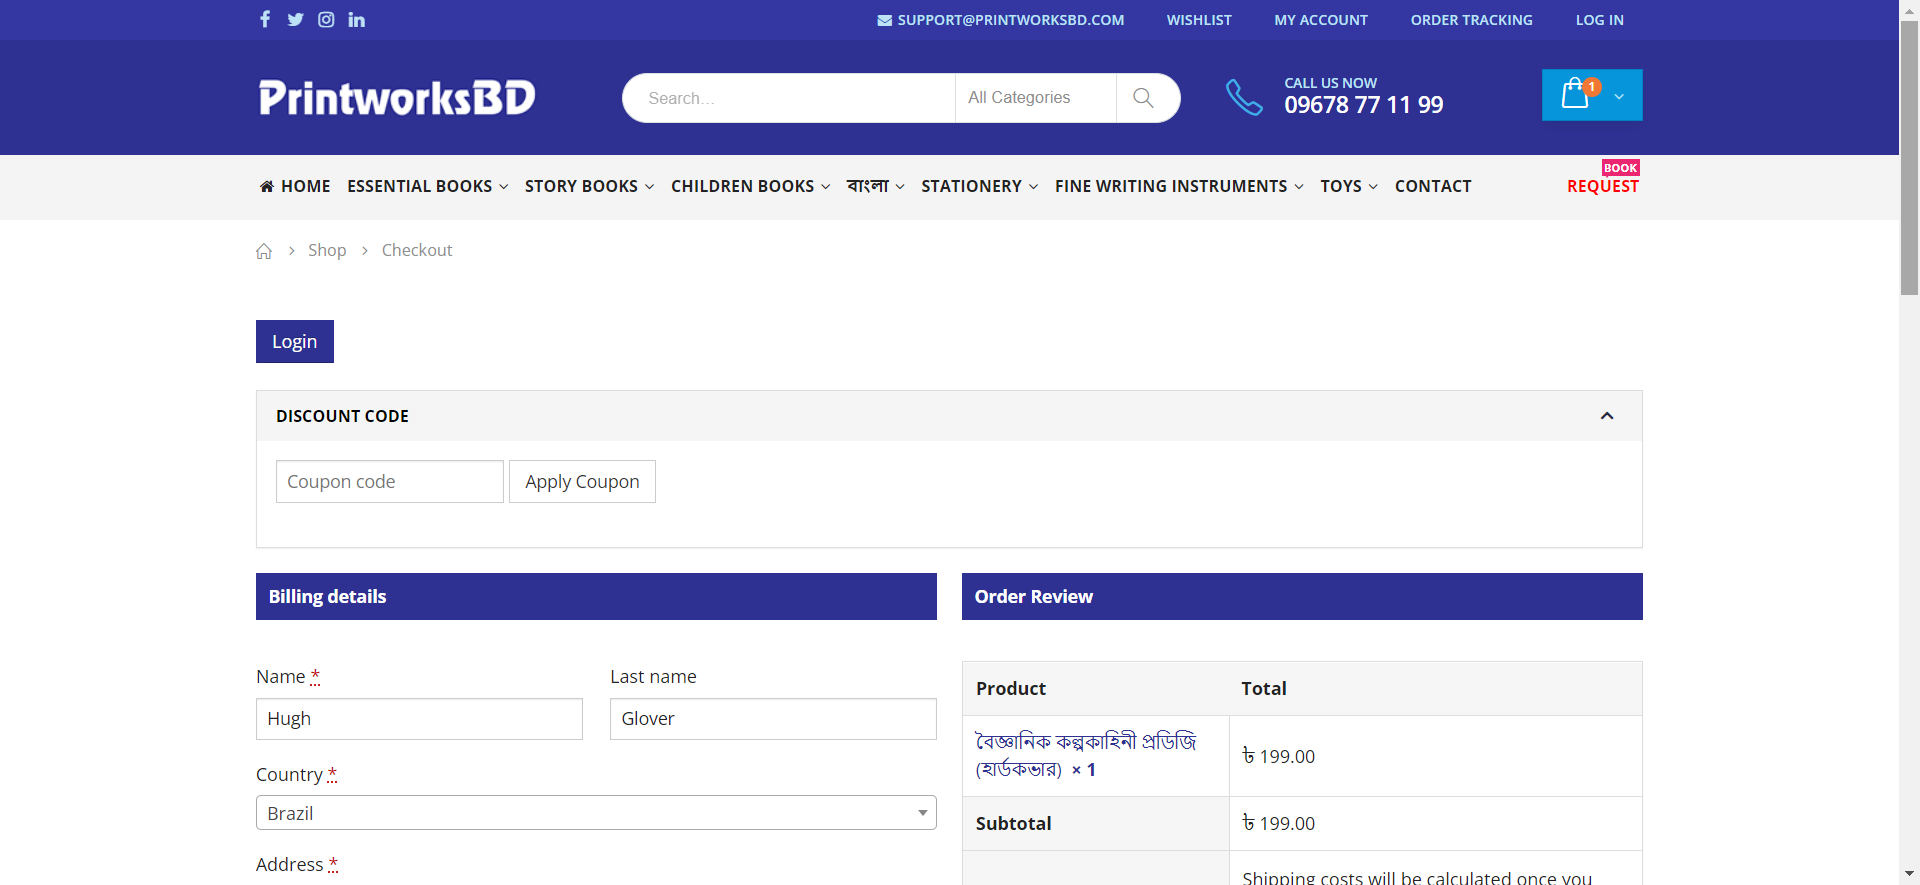 SUPPORT@PRINTWORKSBD.COM WISHLIST MY ACCOUNT ORDER TRACKING LOG IN
PrintworksBD
Search... All Categories
CALL US NOW
09678 77 11 99
1
BOOK
HOME ESSENTIAL BOOKS STORY BOOKS CHILDREN BOOKS বাংলা STATIONERY FINE WRITING INSTRUMENTS TOYS CONTACT REQUEST
Shop Checkout
Login
DISCOUNT CODE
Coupon code Apply Coupon
Billing details
Name *
Last name
Hugh
Glover
Country *
Brazil
Address *
Order Review
Product Total
বৈজ্ঞানিক কল্পকাহিনী প্রডিজি
(হার্ডকভার) × 1
৳ 199.00
Subtotal ৳ 199.00
Shipping costs will be calculated once you